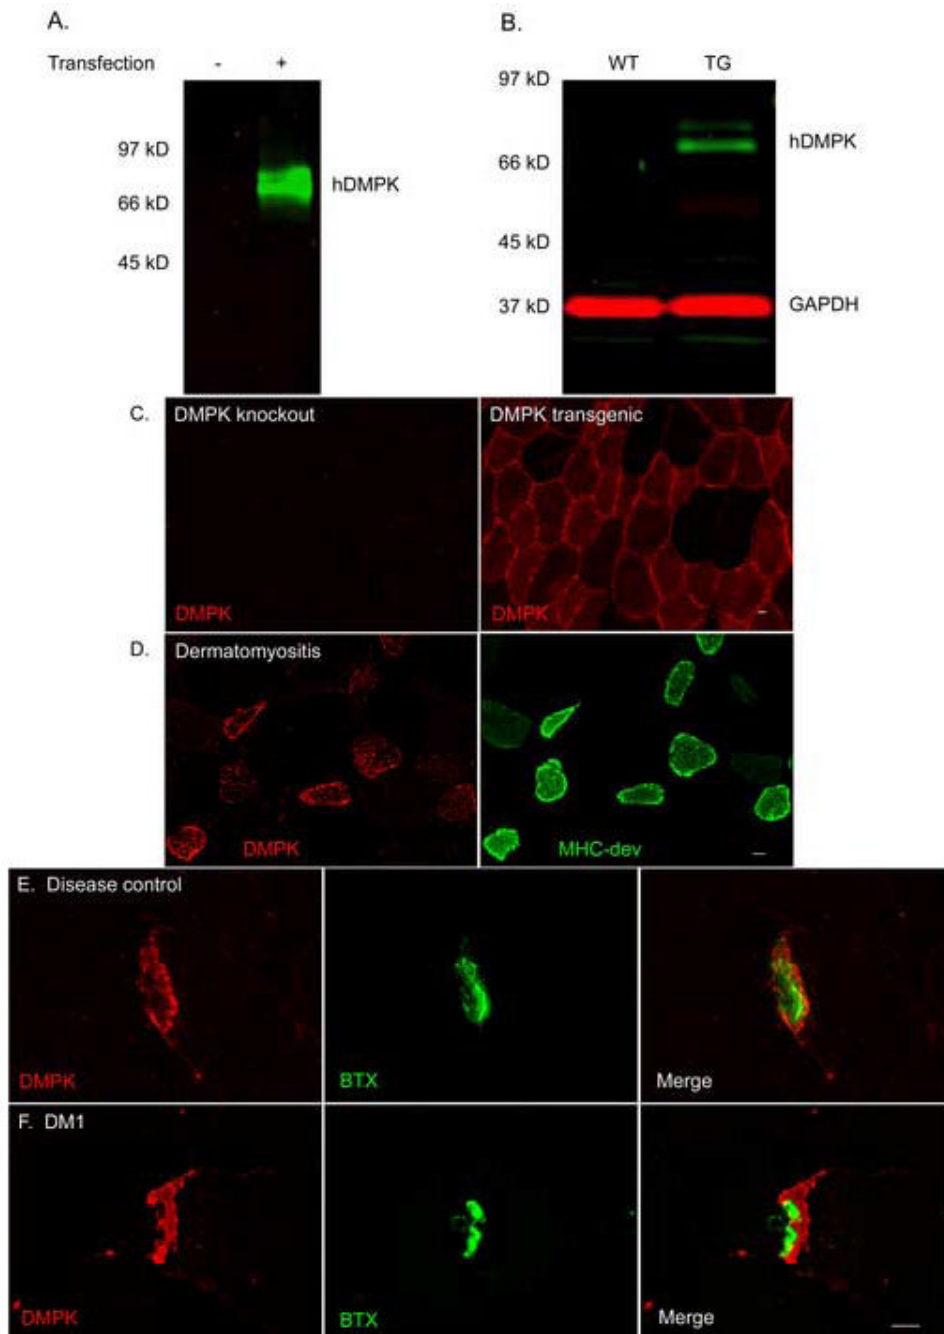 A.
Transfection - +
97 kD
66 kD
45 kD
hDMPK
B.
WT TG
97 kD
66 kD
45 kD
37 kD
hDMPK
GAPDH
C. DMPK knockout
DMPK
DMPK transgenic
DMPK
D. Dermatomyositis
DMPK
MHC-dev
E. Disease control
DMPK
BTX
Merge
F. DM1
DMPK
BTX
Merge